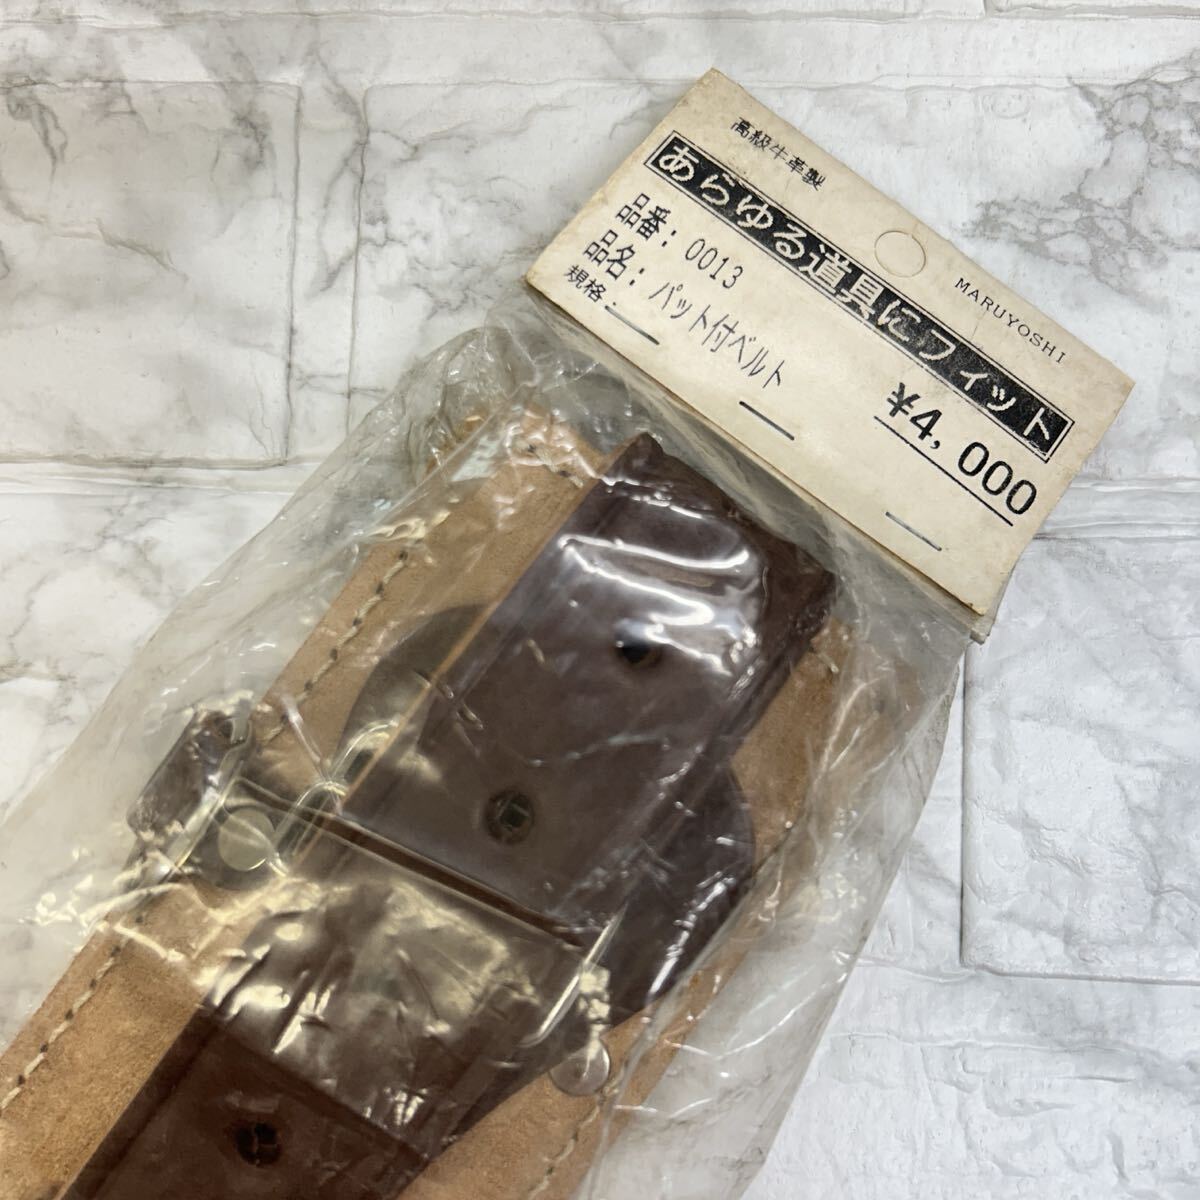 高級牛革製
MARUYOSHI
あらゆる道具にフィット
品番: 0013
品名: パット付ベルト
規格:
¥4,000